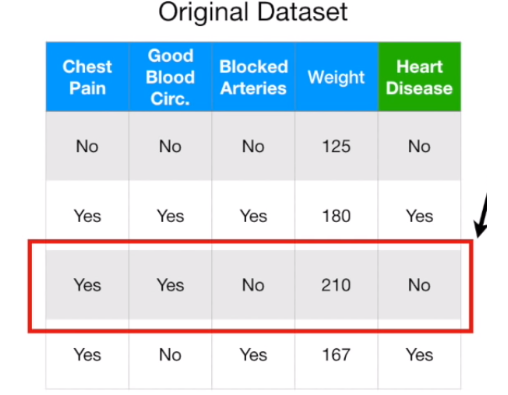 Original Dataset
Chest Pain Good Blood Circ. Blocked Arteries Weight Heart Disease
No No No 125 No
Yes Yes Yes 180 Yes
Yes Yes No 210 No
Yes No Yes 167 Yes